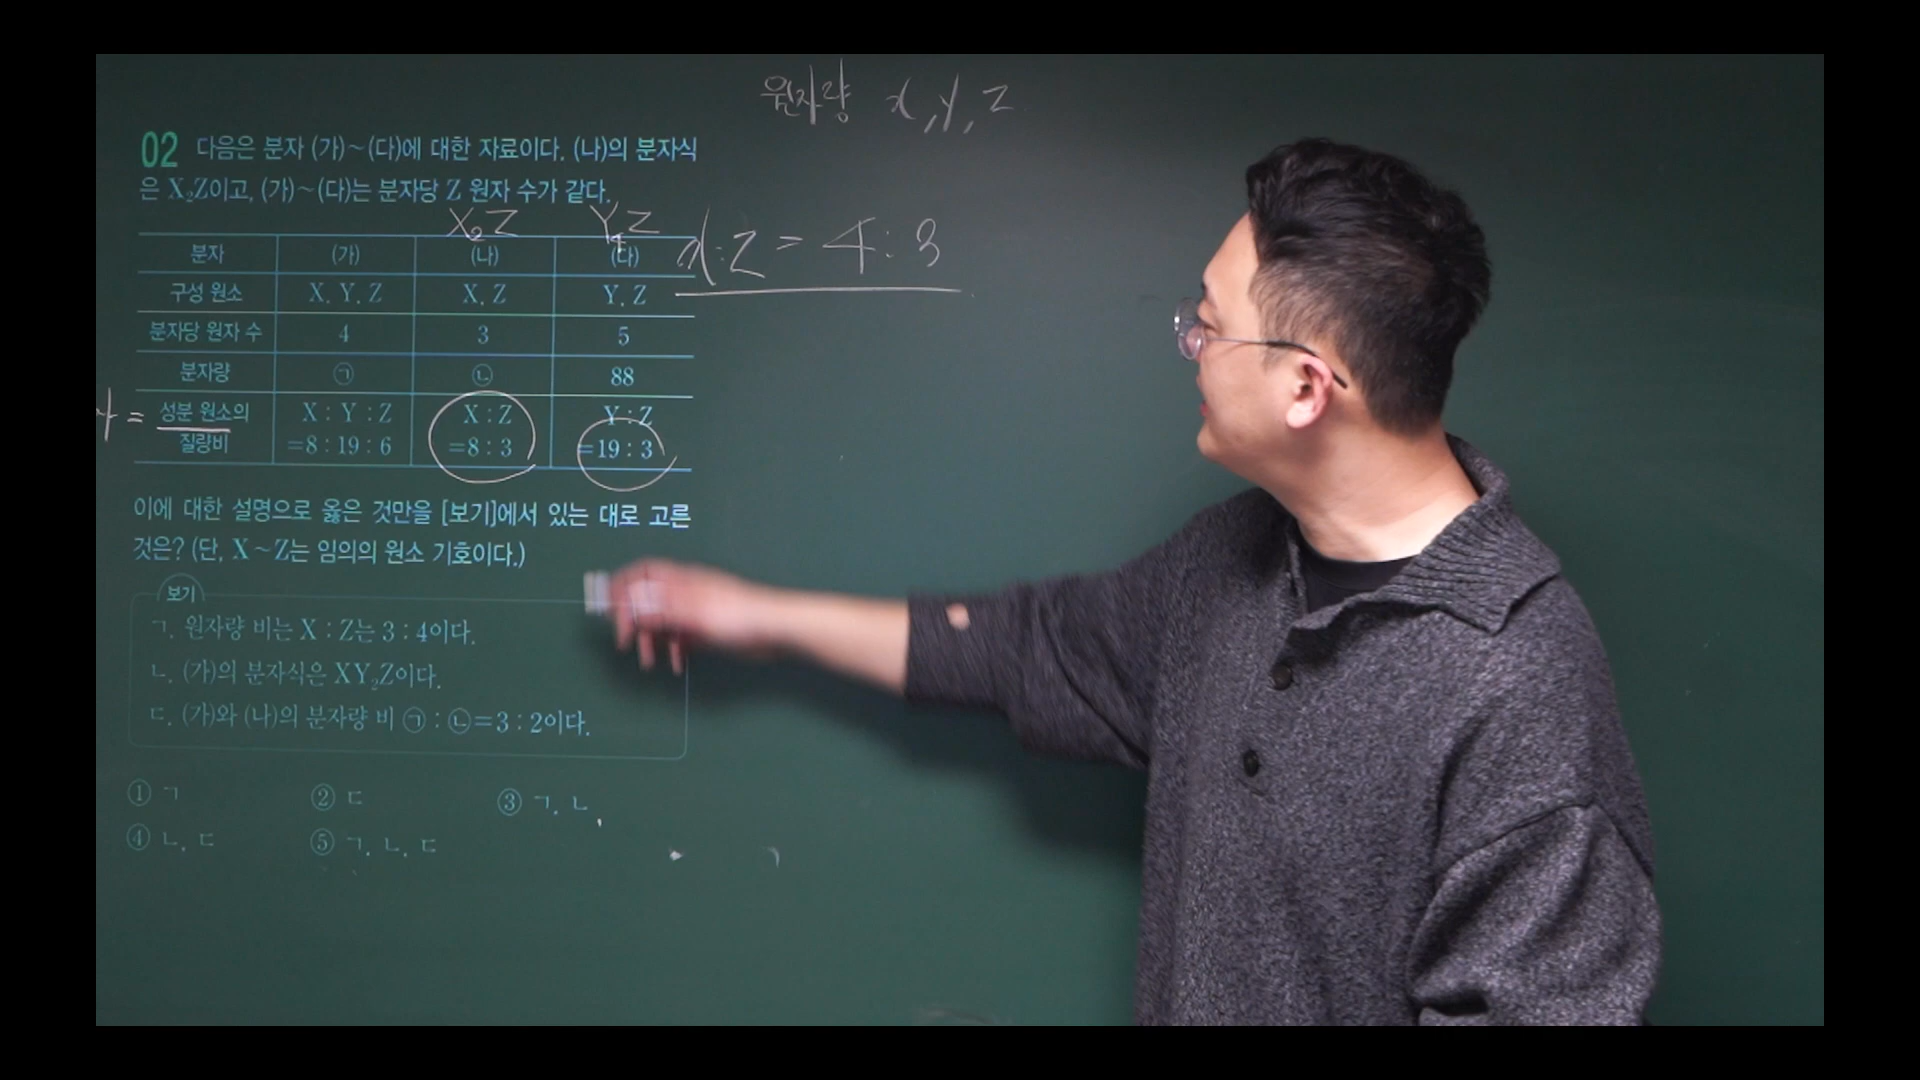 원자량 x, y, z
02 다음은 분자 (가)~(다)에 대한 자료이다. (나)의 분자식
은 X₂Z이고, (가)~(다)는 분자당 Z 원자 수가 같다.
X₂Z Y₄Z
x : z = 4 : 3
분자 (가) (나) (다)
구성 원소 X, Y, Z X, Z Y, Z
분자당 원자 수 4 3 5
분자량 ㉠ ㉡ 88
성분 원소의 X : Y : Z X : Z Y : Z
질량비 =8 : 19 : 6 =8 : 3 =19 : 3
이에 대한 설명으로 옳은 것만을 [보기]에서 있는 대로 고른
것은? (단, X~Z는 임의의 원소 기호이다.)
보기
ㄱ. 원자량 비는 X : Z는 3 : 4이다.
ㄴ. (가)의 분자식은 XY₂Z이다.
ㄷ. (가)와 (나)의 분자량 비 ㉠ : ㉡=3 : 2이다.
① ㄱ ② ㄷ ③ ㄱ, ㄴ
④ ㄴ, ㄷ ⑤ ㄱ, ㄴ, ㄷ